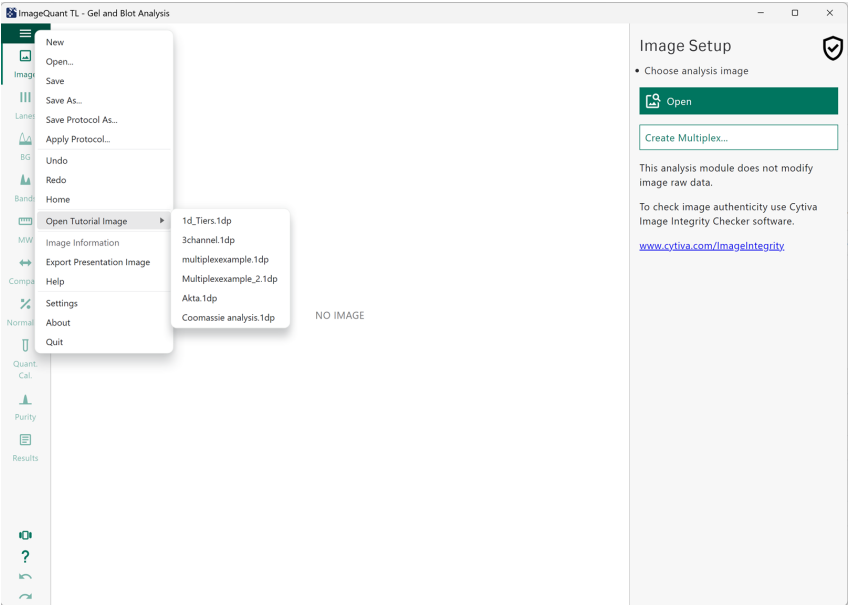 ImageQuant TL - Gel and Blot Analysis
Image
Lanes
BG
Bands
MW
Compa
Normal
Quant.
Cal.
Purity
Results
?
New
Open...
Save
Save As...
Save Protocol As...
Apply Protocol...
Undo
Redo
Home
Open Tutorial Image
Image Information
Export Presentation Image
Help
Settings
About
Quit
1d_Tiers.1dp
3channel.1dp
multiplexexample.1dp
Multiplexexample_2.1dp
Akta.1dp
Coomassie analysis.1dp
NO IMAGE
Image Setup
• Choose analysis image
Open
Create Multiplex...
This analysis module does not modify
image raw data.
To check image authenticity use Cytiva
Image Integrity Checker software.
www.cytiva.com/ImageIntegrity